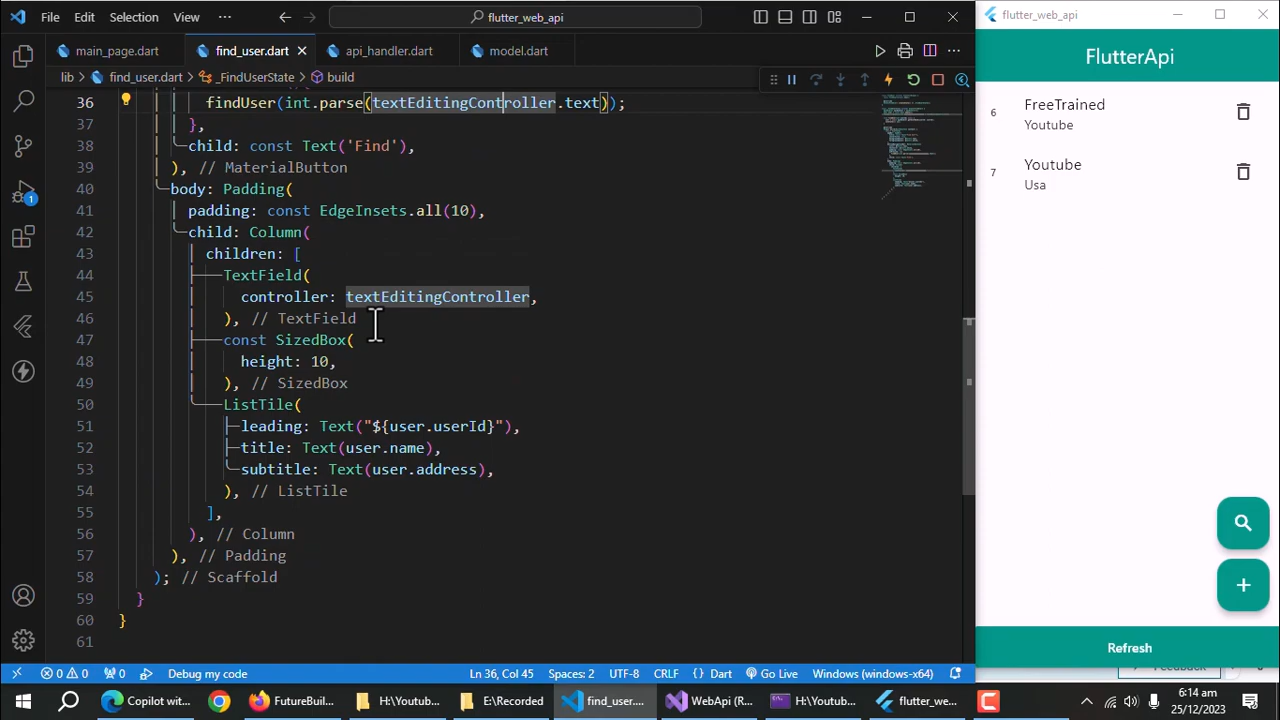 File Edit Selection View ··· flutter_web_api
main_page.dart find_user.dart api_handler.dart model.dart
lib > find_user.dart > _FindUserState > build
36 findUser(int.parse(textEditingController.text));
37 },
38 child: const Text('Find'),
39 ), // MaterialButton
40 body: Padding(
41 padding: const EdgeInsets.all(10),
42 child: Column(
43 children: [
44 TextField(
45 controller: textEditingController,
46 ), // TextField
47 const SizedBox(
48 height: 10,
49 ), // SizedBox
50 ListTile(
51 leading: Text("${user.userId}"),
52 title: Text(user.name),
53 subtitle: Text(user.address),
54 ), // ListTile
55 ],
56 ), // Column
57 ), // Padding
58 ); // Scaffold
59 }
60 }
61
1
0 0 0 Debug my code Ln 36, Col 45 Spaces: 2 UTF-8 CRLF {} Dart Go Live Windows (windows-x64)
flutter_web_api
FlutterApi
6 FreeTrained
Youtube
7 Youtube
Usa
Refresh
Feedback
Copilot wit... FutureBuil... H:\Youtub... E:\Recorded find_user.... WebApi (R... H:\Youtub... flutter_we...
6:14 am
25/12/2023